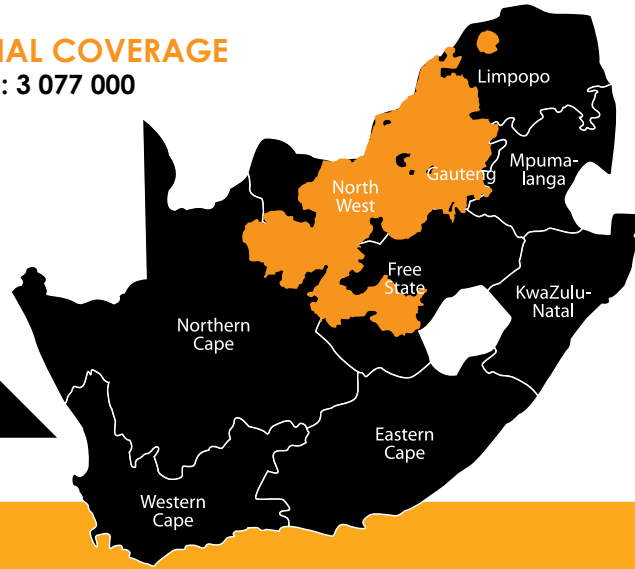 NAL COVERAGE
: 3 077 000
Limpopo
Mpuma-
langa
Gauteng
North
West
Free
State
KwaZulu-
Natal
Northern
Cape
Eastern
Cape
Western
Cape